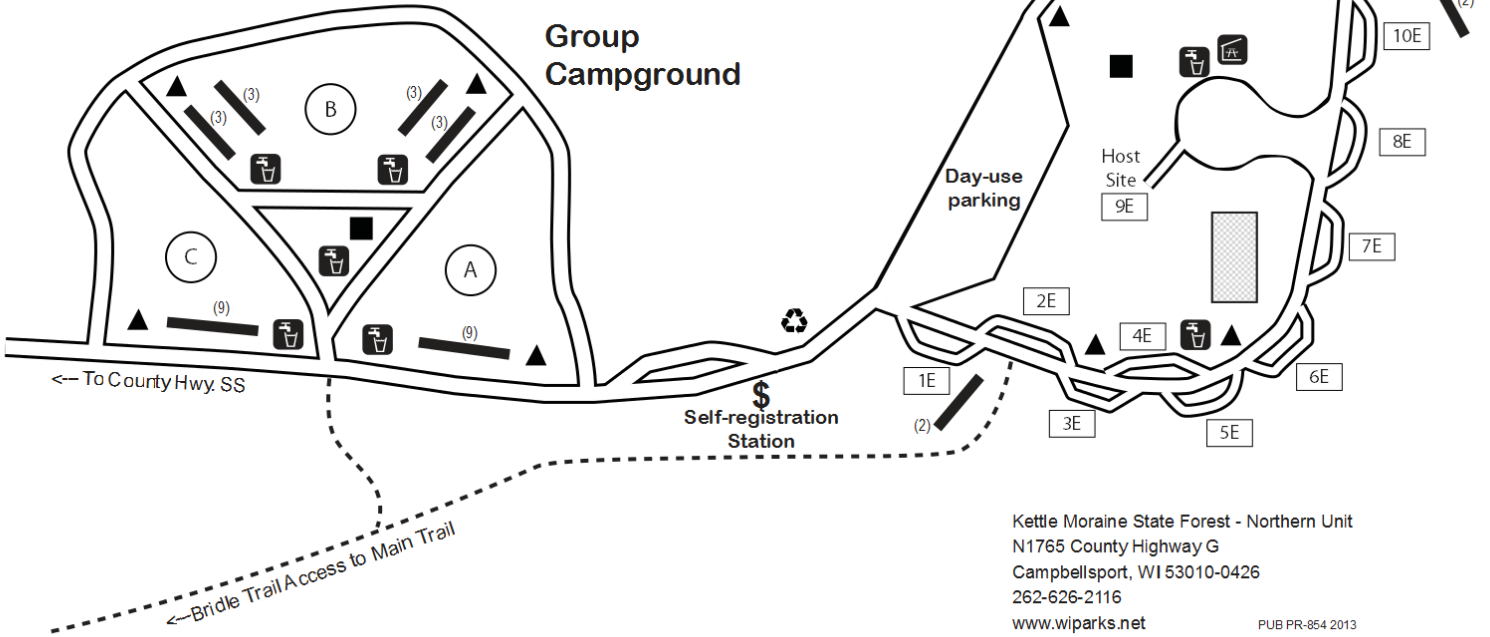 Group
Campground
(2)
10E
(3)
(3)
B
(3)
(3)
8E
Host
Site
9E
Day-use
parking
7E
C
A
2E
(9)
(9)
4E
<--- To County Hwy. SS
1E
6E
$
Self-registration
Station
(2)
3E
5E
<---Bridle Trail Access to Main Trail
Kettle Moraine State Forest - Northern Unit
N1765 County Highway G
Campbellsport, WI 53010-0426
262-626-2116
www.wiparks.net
PUB PR-854 2013